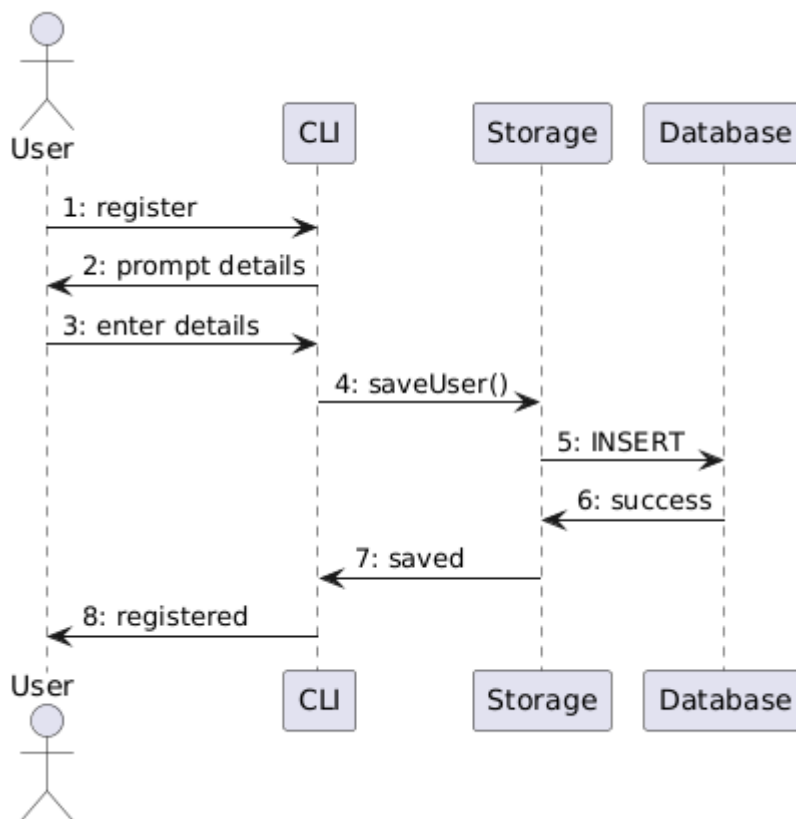 User
CLI
Storage
Database
1: register
2: prompt details
3: enter details
4: saveUser()
5: INSERT
6: success
7: saved
8: registered
User
CLI
Storage
Database